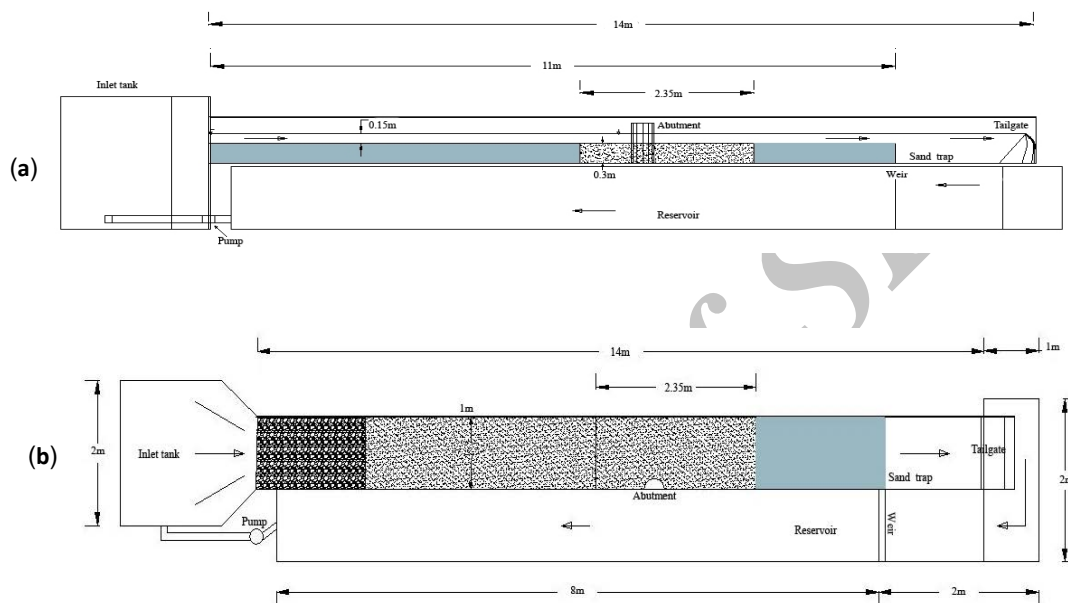 14m
11m
Inlet tank
2.35m
0.15m
Abutment
Tailgate
(a)
Sand trap
0.3m
Weir
Reservoir
Pump
14m
1m
2.35m
1m
(b)
2m
Inlet tank
Tailgate
Sand trap
Abutment
2m
Pump
Reservoir
Weir
8m
2m